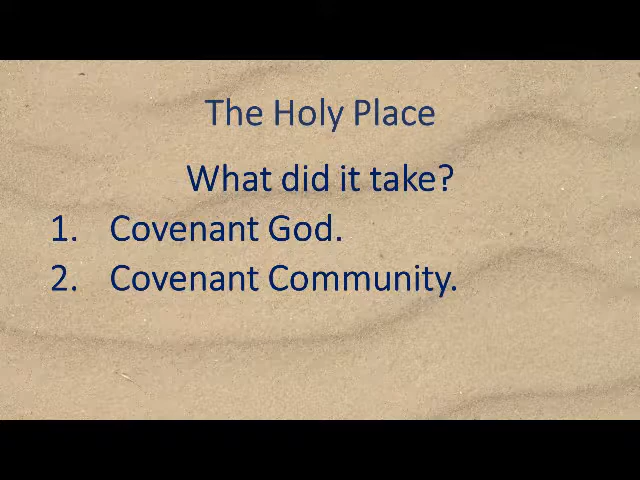 The Holy Place
What did it take?
1. Covenant God.
2. Covenant Community.